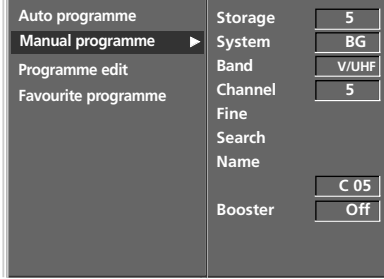 Auto programme
Manual programme ►
Programme edit
Favourite programme
Storage 5
System BG
Band V/UHF
Channel 5
Fine
Search
Name
C 05
Booster Off